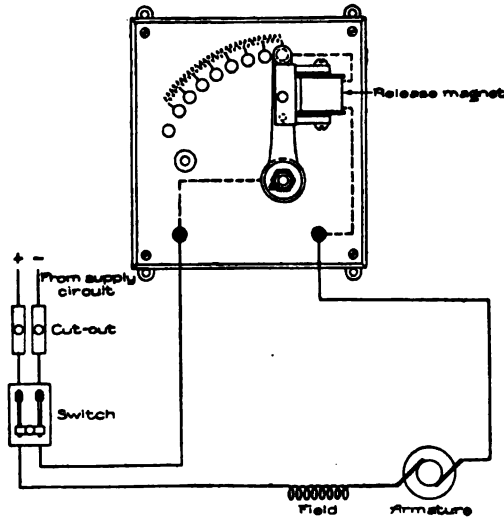 Release magnet
+ −
From supply
circuit
Cut-out
Switch
Field
Armature